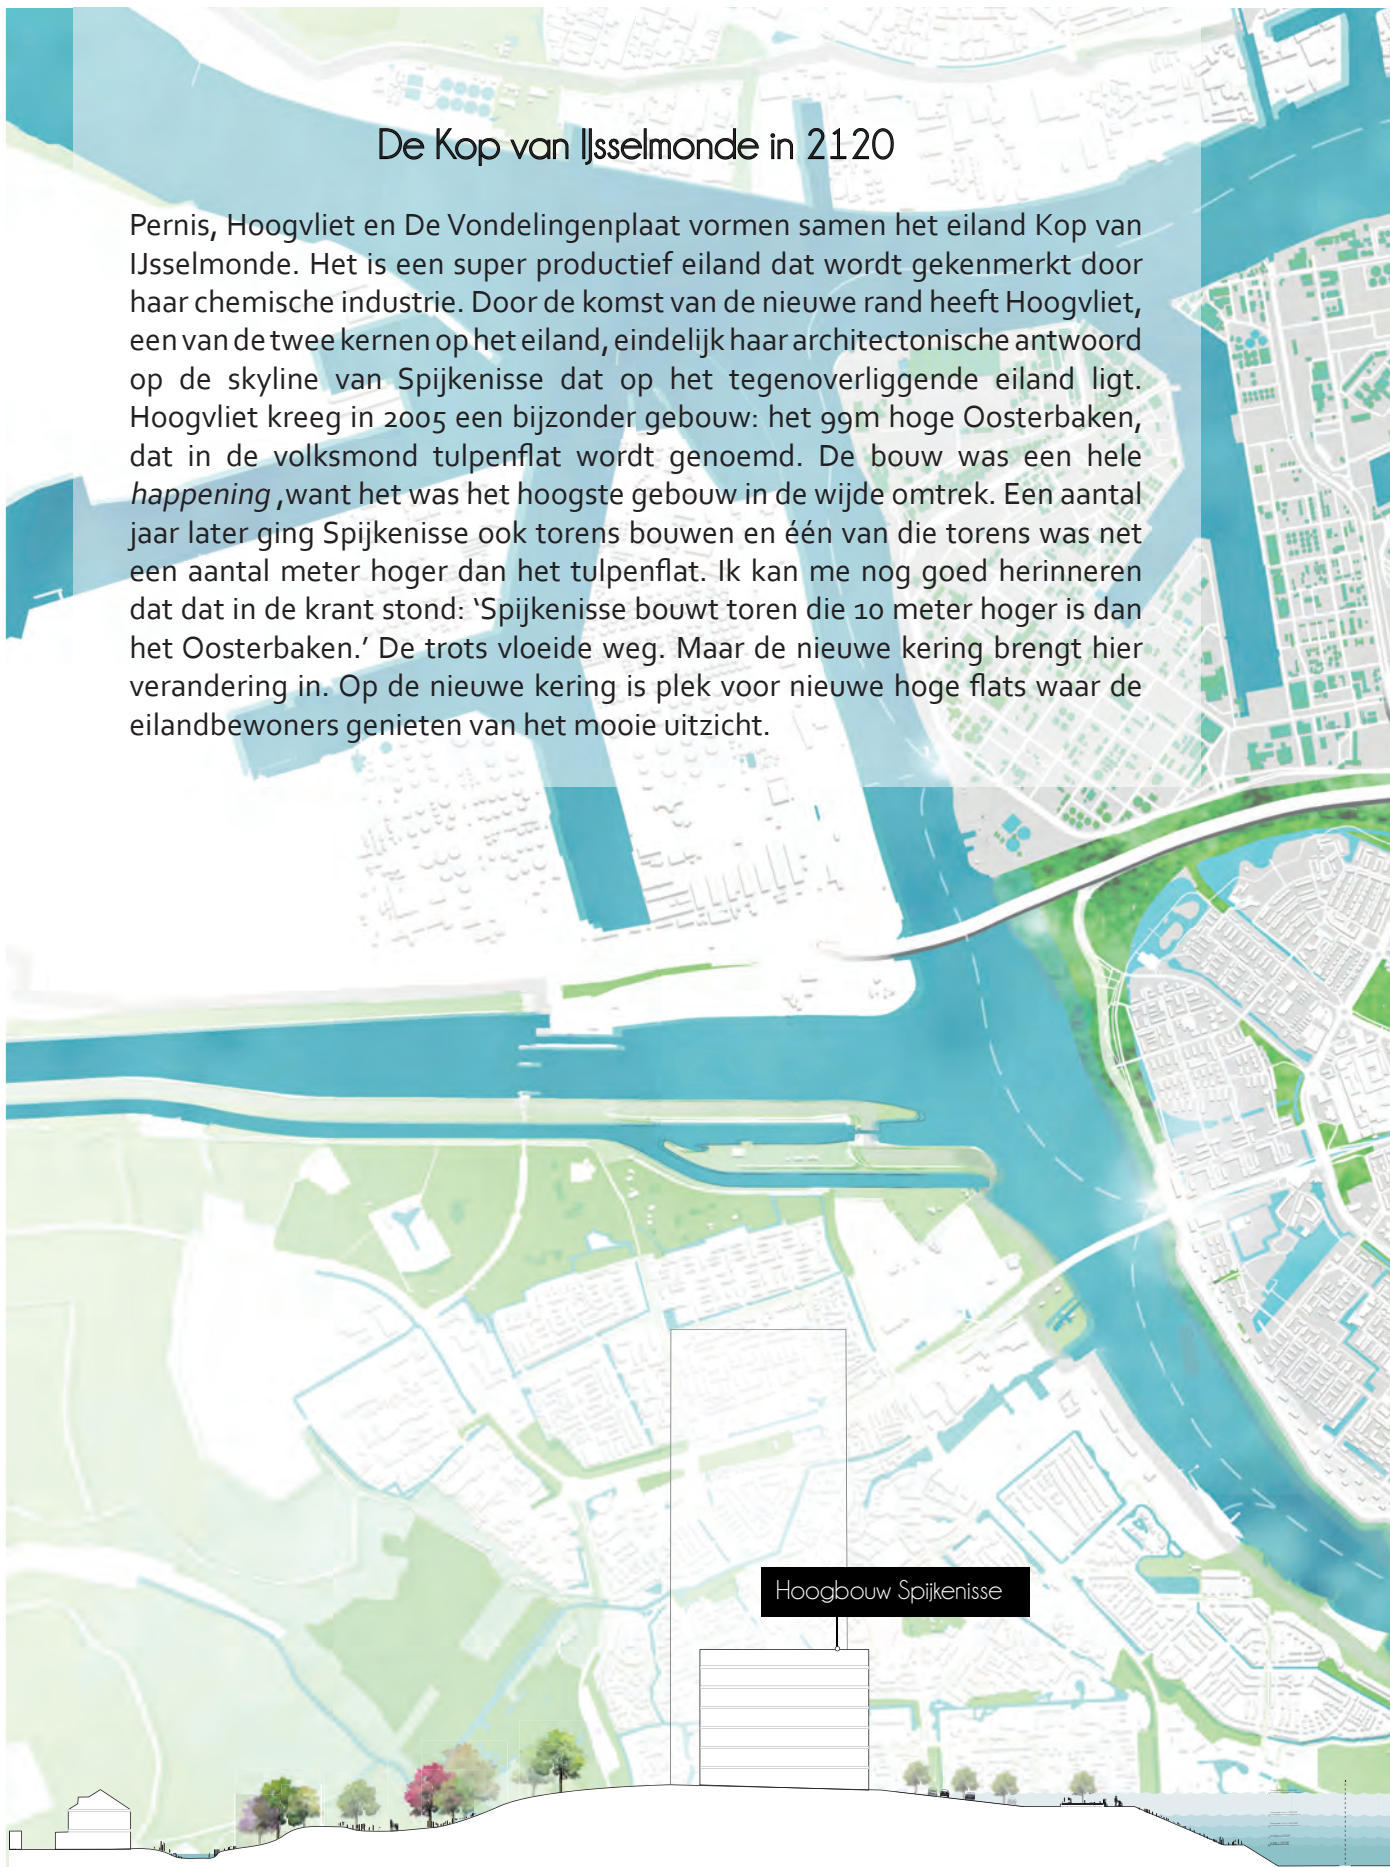 De Kop van IJsselmonde in 2120
Pernis, Hoogvliet en De Vondelingenplaat vormen samen het eiland Kop van
IJsselmonde. Het is een super productief eiland dat wordt gekenmerkt door
haar chemische industrie. Door de komst van de nieuwe rand heeft Hoogvliet,
een van de twee kernen op het eiland, eindelijk haar architectonische antwoord
op de skyline van Spijkenisse dat op het tegenoverliggende eiland ligt.
Hoogvliet kreeg in 2005 een bijzonder gebouw: het 99m hoge Oosterbaken,
dat in de volksmond tulpenflat wordt genoemd. De bouw was een hele
happening ,want het was het hoogste gebouw in de wijde omtrek. Een aantal
jaar later ging Spijkenisse ook torens bouwen en één van die torens was net
een aantal meter hoger dan het tulpenflat. Ik kan me nog goed herinneren
dat dat in de krant stond: ‘Spijkenisse bouwt toren die 10 meter hoger is dan
het Oosterbaken.’ De trots vloeide weg. Maar de nieuwe kering brengt hier
verandering in. Op de nieuwe kering is plek voor nieuwe hoge flats waar de
eilandbewoners genieten van het mooie uitzicht.
Hoogbouw Spijkenisse